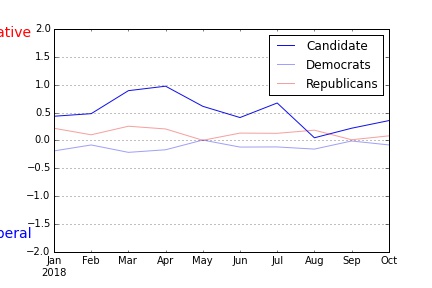 ative
beral
2.0
1.5
1.0
0.5
0.0
−0.5
−1.0
−1.5
−2.0
Candidate
Democrats
Republicans
Jan Feb Mar Apr May Jun Jul Aug Sep Oct
2018